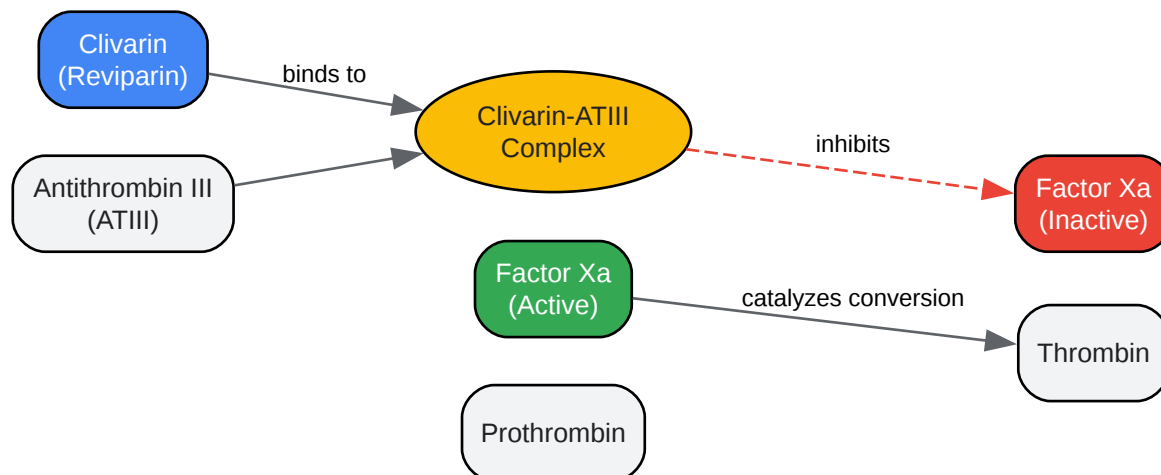 Clivarin
(Reviparin)
binds to
Clivarin-ATIII
Complex
inhibits
Antithrombin III
(ATIII)
Factor Xa
(Inactive)
Factor Xa
(Active)
catalyzes conversion
Thrombin
Prothrombin